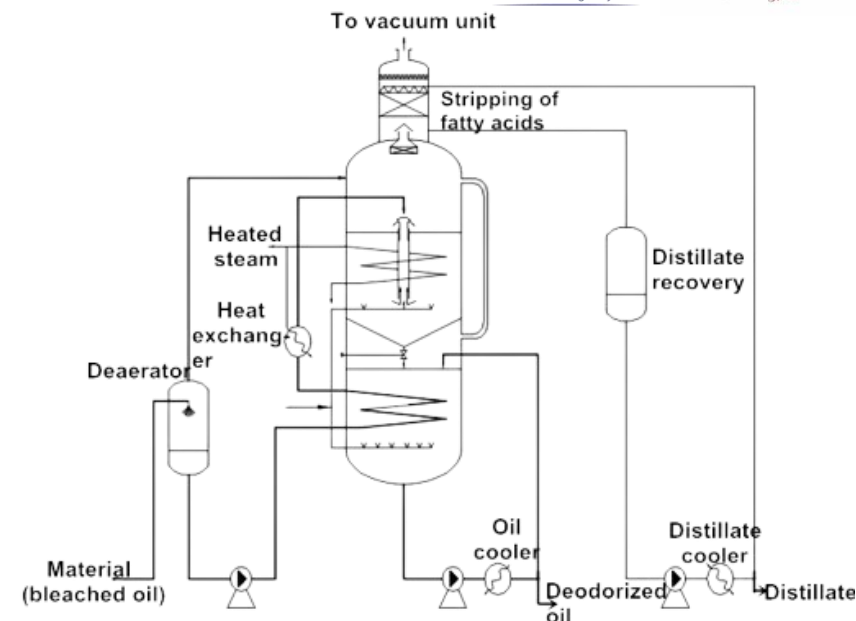 To vacuum unit
Stripping of
fatty acids
Heated
steam
Distillate
recovery
Heat
exchang
er
Deaerator
Oil
cooler
Distillate
cooler
Material
(bleached oil)
Deodorized
oil
Distillate